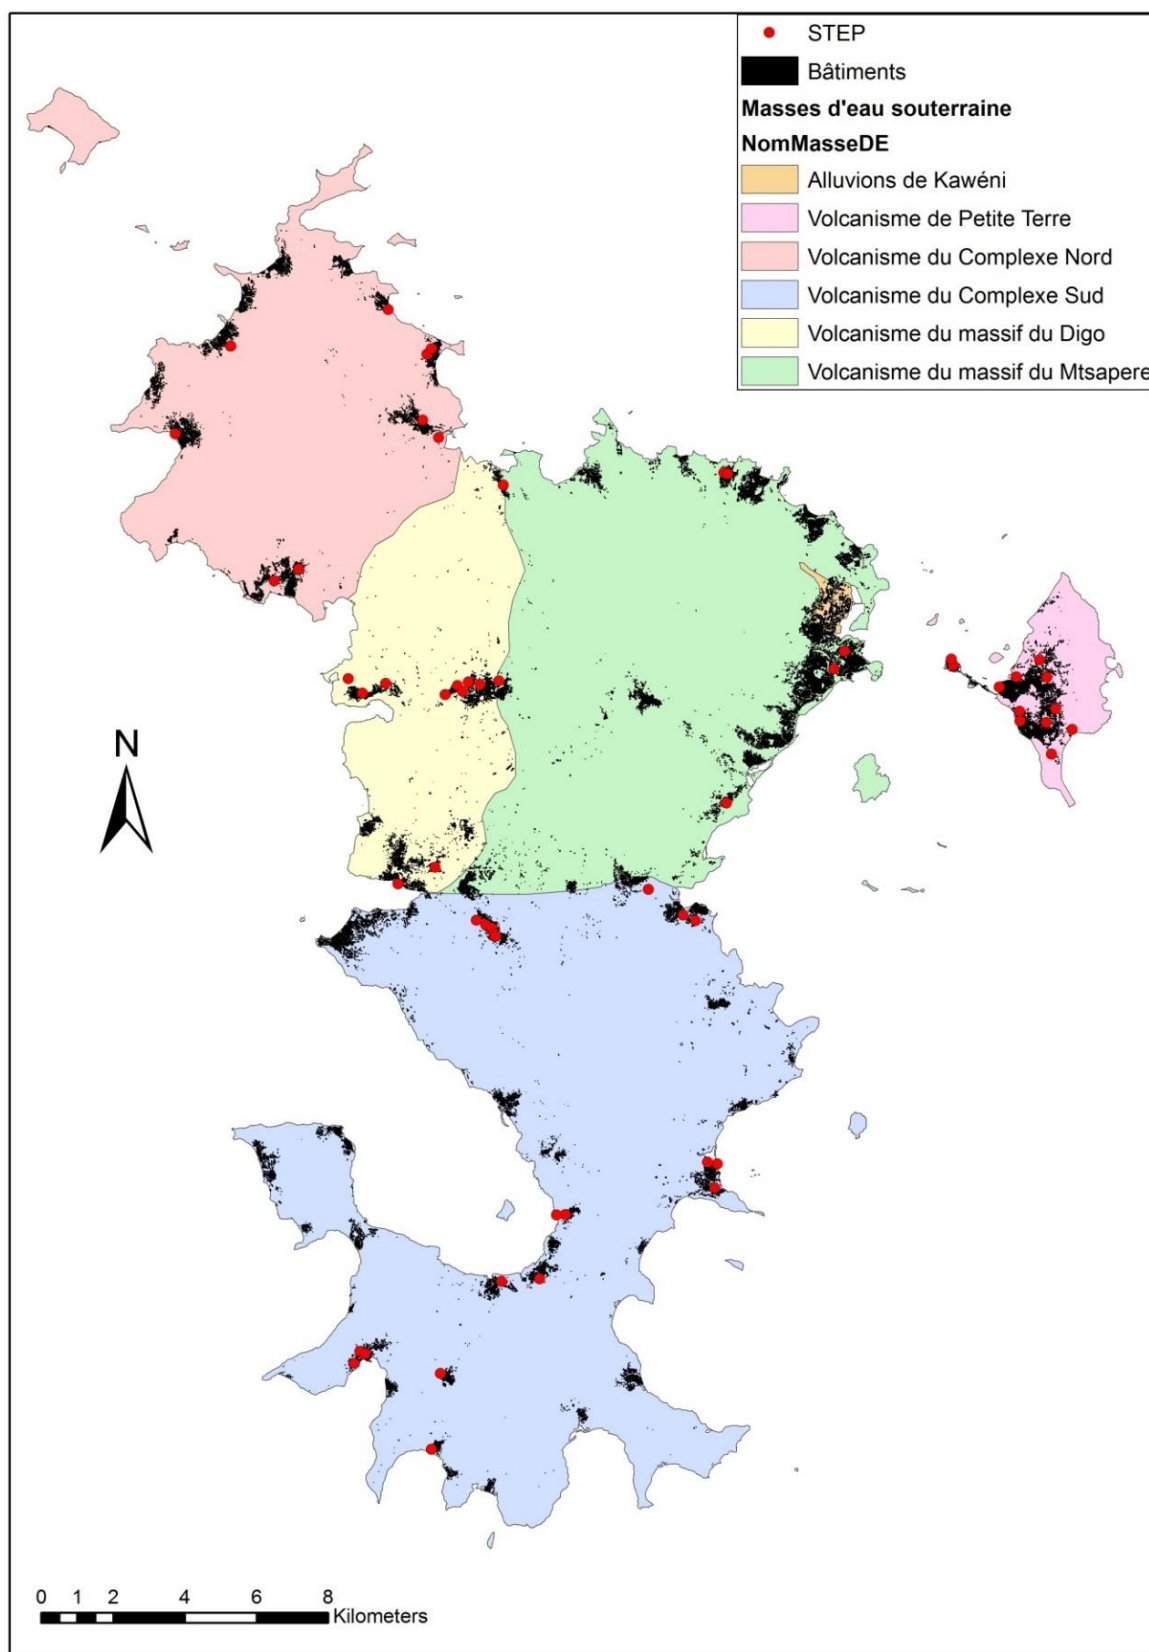 STEP
Bâtiments
Masses d'eau souterraine
NomMasseDE
Alluvions de Kawéni
Volcanisme de Petite Terre
Volcanisme du Complexe Nord
Volcanisme du Complexe Sud
Volcanisme du massif du Digo
Volcanisme du massif du Mtsapere
N
0 1 2 4 6 8
Kilometers